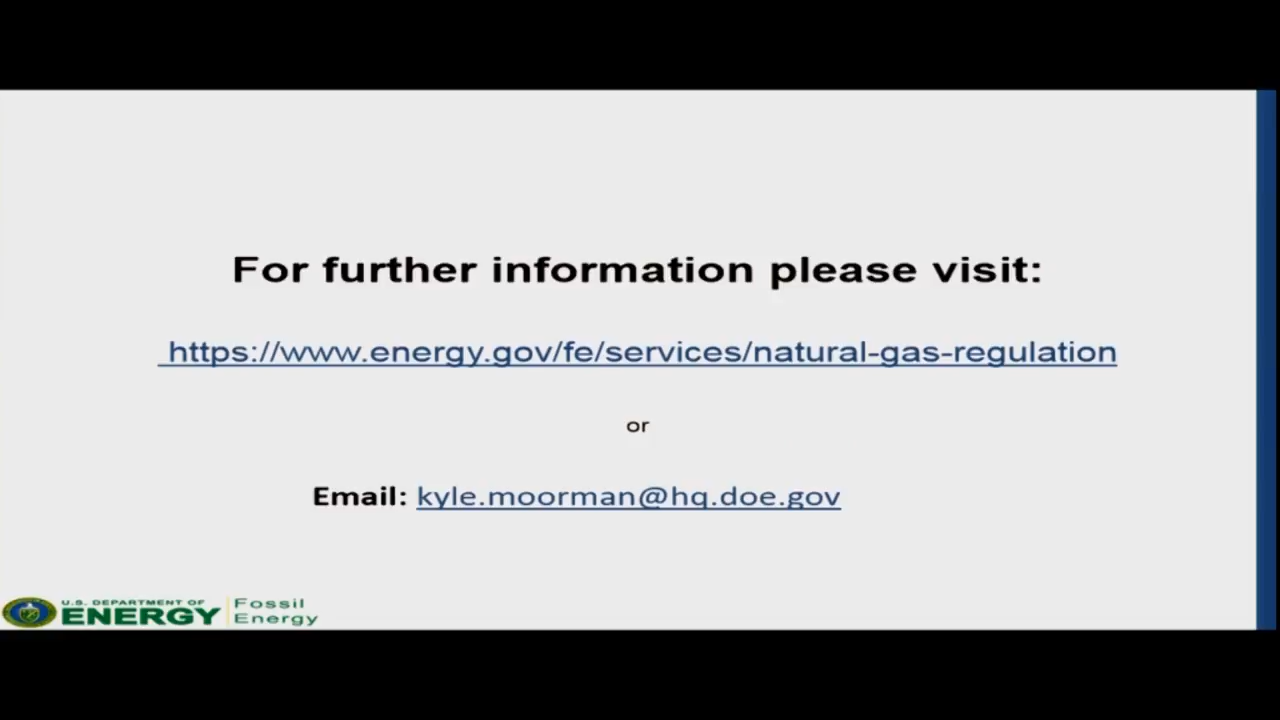 For further information please visit:
https://www.energy.gov/fe/services/natural-gas-regulation
or
Email: kyle.moorman@hq.doe.gov
U.S. DEPARTMENT OF
ENERGY
Fossil
Energy